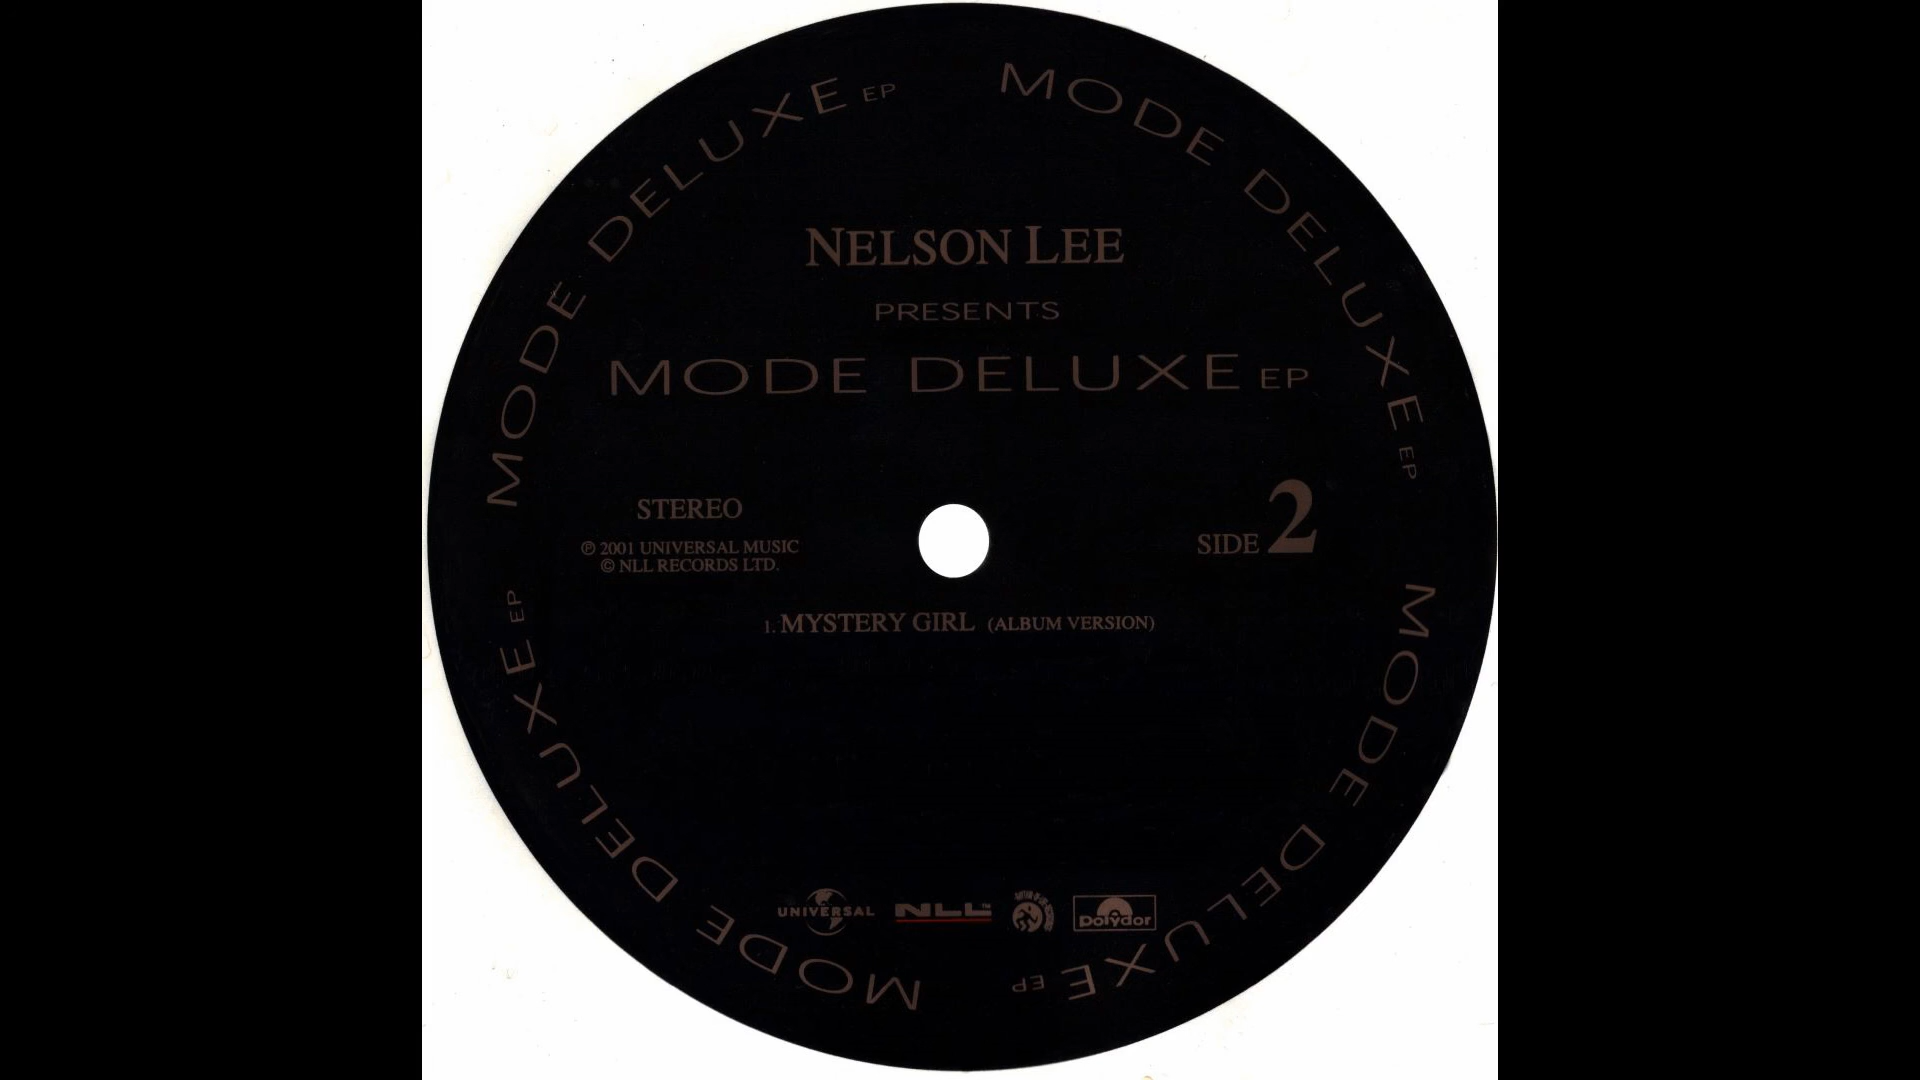 MODE DELUXE EP
MODE DELUXE EP
NELSON LEE
PRESENTS
MODE DELUXE EP
STEREO
℗ 2001 UNIVERSAL MUSIC
© NLL RECORDS LTD.
SIDE 2
1. MYSTERY GIRL (ALBUM VERSION)
UNIVERSAL NLL™ Polydor
MODE DELUXE EP
MODE DELUXE EP